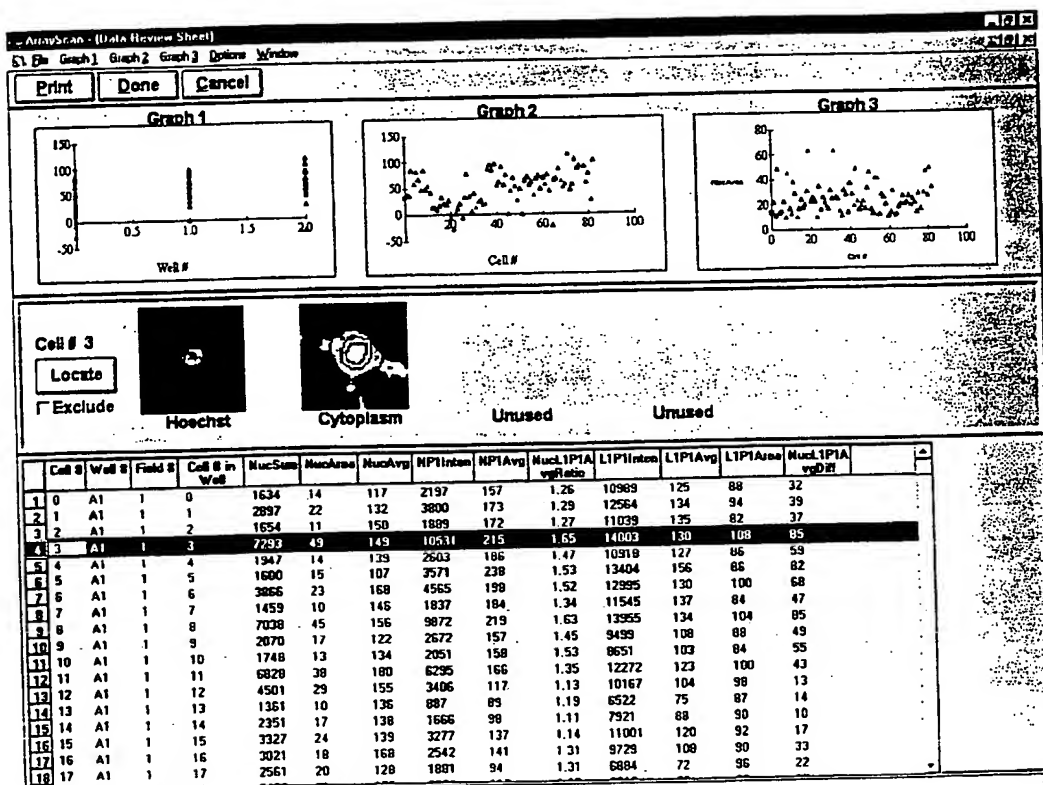 ArrayScan - [Data Review Sheet]
File Graph 1 Graph 2 Graph 3 Options Window
Print Done Cancel
Graph 1 Graph 2 Graph 3
150
100
50
0
-50
0.5 1.0 1.5 2.0
Well #
150
100
50
0
-50
20 40 60 80 100
Cell #
80
60
40
20
0
0 20 40 60 80 100
Cell #
Cell # 3
Locate
Exclude
Hoechst Cytoplasm Unused Unused
Cell # Well # Field # Cell # in Well NucSum NucArea NucAvg NP1Inten NP1Avg NucL1P1AvgRatio L1P1Inten L1P1Avg L1P1Area NucL1P1AvgDiff
1 0 A1 1 0 1634 14 117 2197 157 1.26 10989 125 88 32
2 1 A1 1 1 2897 22 132 3800 173 1.29 12564 134 94 39
3 2 A1 1 2 1654 11 150 1889 172 1.27 11039 135 82 37
4 3 A1 1 3 7293 49 149 10531 215 1.65 14003 130 108 85
5 4 A1 1 4 1947 14 139 2603 186 1.47 10918 127 86 59
6 5 A1 1 5 1600 15 107 3571 238 1.53 13404 156 86 82
7 6 A1 1 6 3866 23 168 4565 198 1.52 12995 130 100 68
8 7 A1 1 7 1459 10 146 1837 184 1.34 11545 137 84 47
9 8 A1 1 8 7038 45 156 9872 219 1.63 13955 134 104 85
10 9 A1 1 9 2070 17 122 2672 157 1.45 9499 108 88 49
11 10 A1 1 10 1748 13 134 2051 158 1.53 8651 103 84 55
12 11 A1 1 11 6828 38 180 6295 166 1.35 12272 123 100 43
13 12 A1 1 12 4501 29 155 3406 117 1.13 10167 104 98 13
14 13 A1 1 13 1361 10 136 887 89 1.19 6522 75 87 14
15 14 A1 1 14 2351 17 138 1666 98 1.11 7921 88 90 10
16 15 A1 1 15 3327 24 139 3277 137 1.14 11001 120 92 17
17 16 A1 1 16 3021 18 168 2542 141 1.31 9729 108 90 33
18 17 A1 1 17 2561 20 128 1881 94 1.31 6884 72 96 22